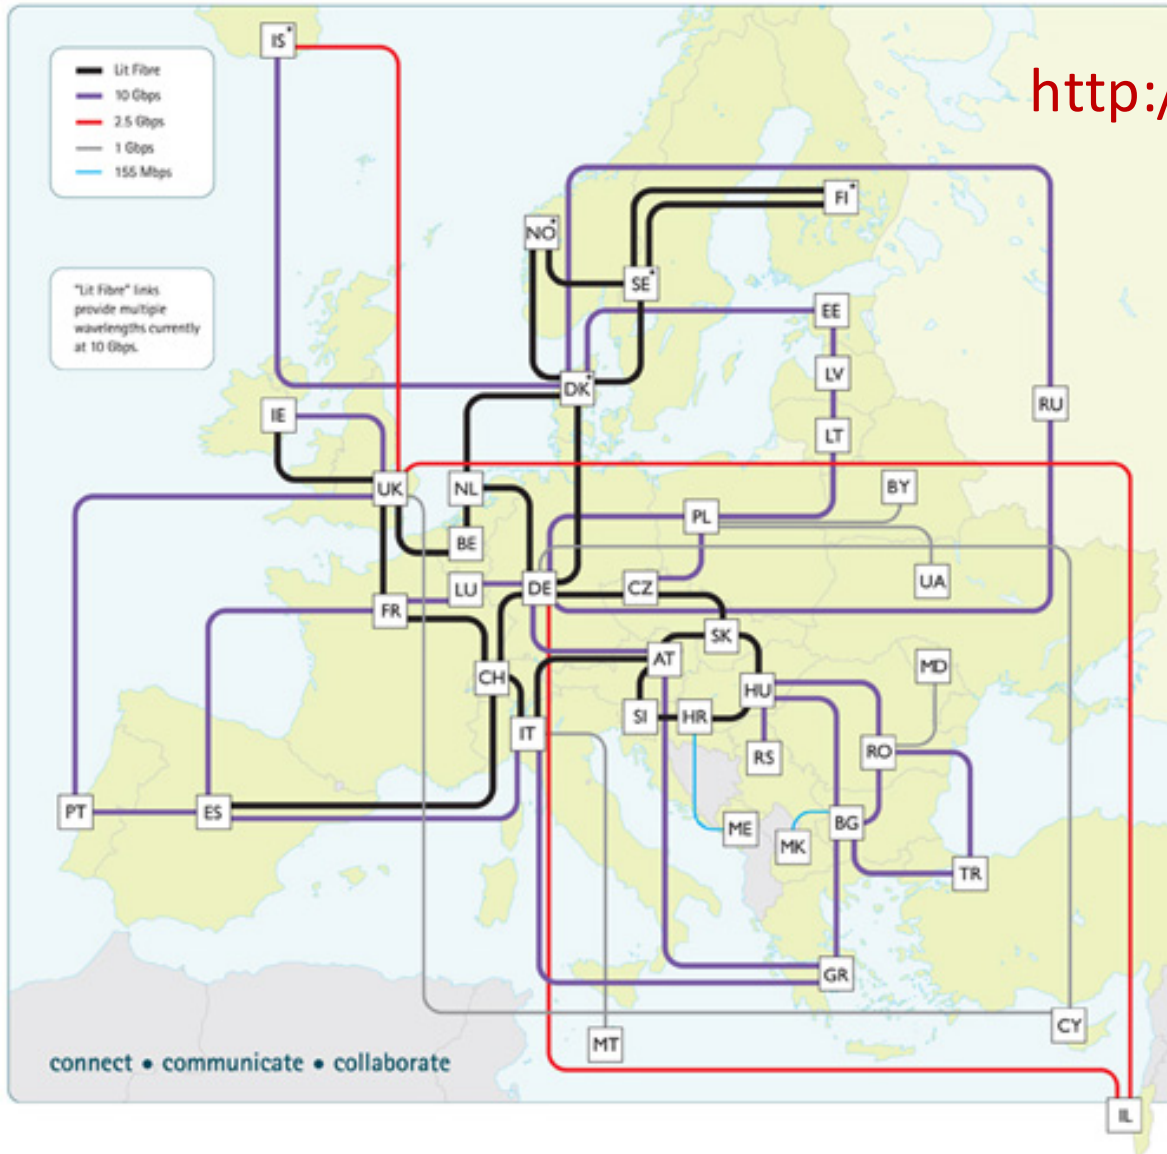 IS*
Lit Fibre
10 Gbps
2.5 Gbps
1 Gbps
155 Mbps
http:/
FI*
NO*
SE*
"Lit Fibre" links
provide multiple
wavelengths currently
at 10 Gbps.
EE
LV
DK*
RU
IE
LT
UK
NL
BY
PL
BE
UA
LU
DE
CZ
FR
SK
AT
MD
CH
HU
SI
HR
IT
RS
RO
PT
ES
ME
BG
MK
TR
GR
CY
MT
connect • communicate • collaborate
IL